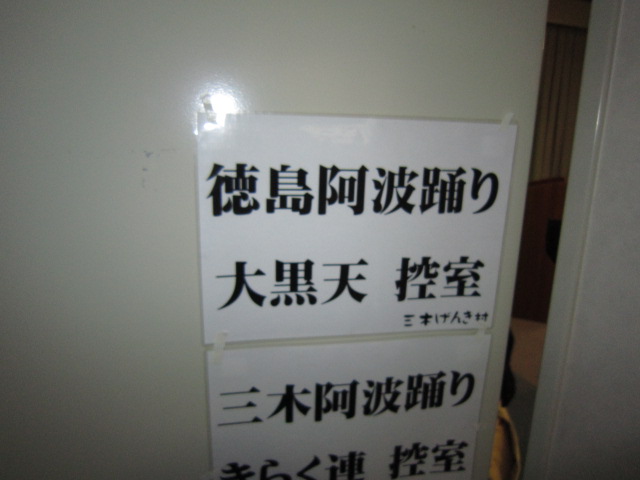 徳島阿波踊り
大黒天 控室
三木げんき村
三木阿波踊り
きらく連 控室